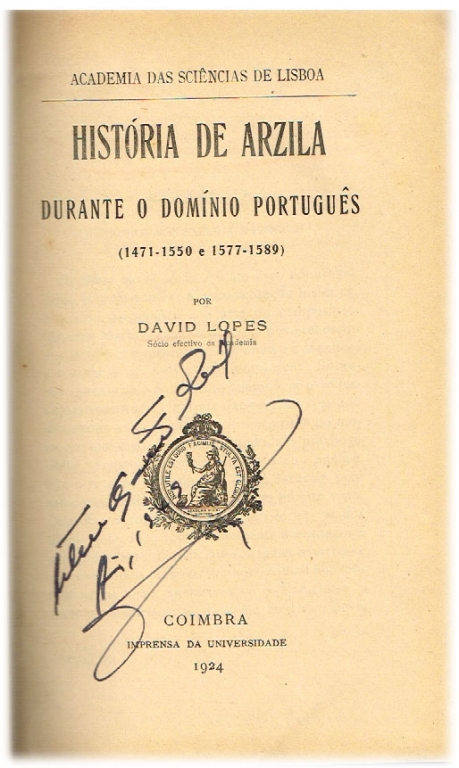 ACADEMIA DAS SCIÊNCIAS DE LISBOA
HISTÓRIA DE ARZILA
DURANTE O DOMÍNIO PORTUGUÊS
(1471-1550 e 1577-1589)
POR
DAVID LOPES
Sócio efectivo da Academia
COIMBRA
IMPRENSA DA UNIVERSIDADE
1924